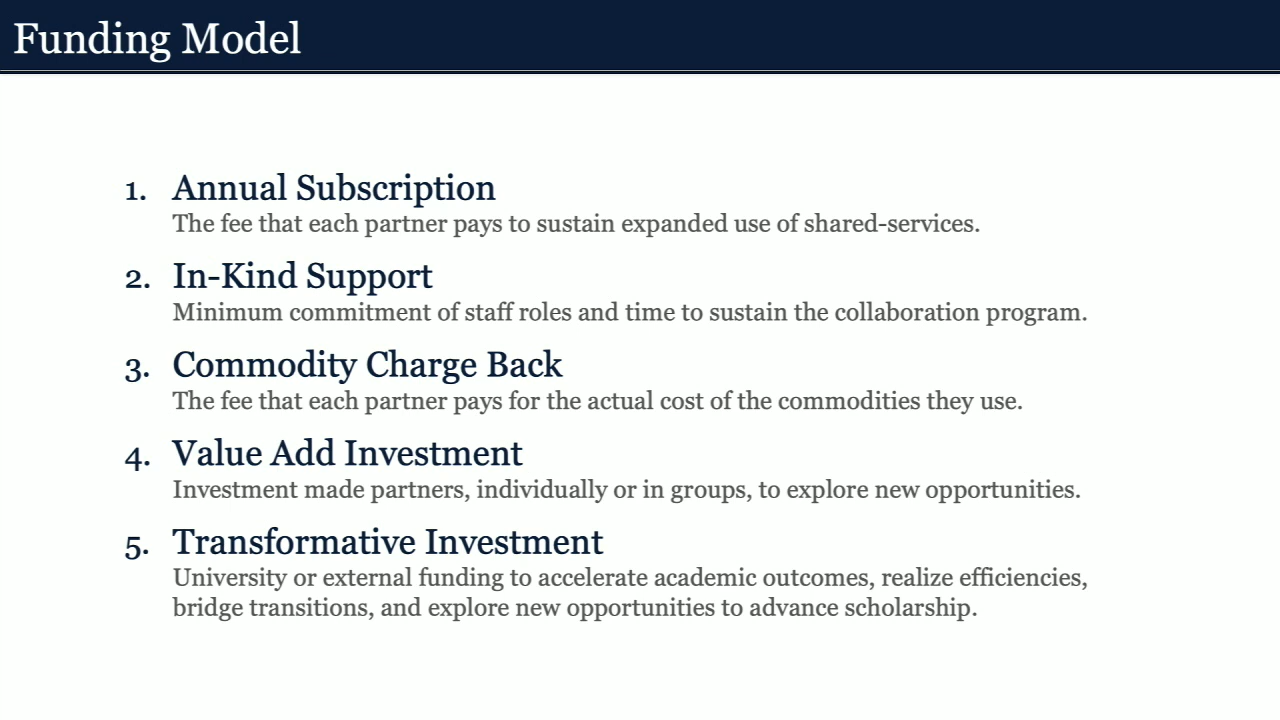 Funding Model
1. Annual Subscription
The fee that each partner pays to sustain expanded use of shared-services.
2. In-Kind Support
Minimum commitment of staff roles and time to sustain the collaboration program.
3. Commodity Charge Back
The fee that each partner pays for the actual cost of the commodities they use.
4. Value Add Investment
Investment made partners, individually or in groups, to explore new opportunities.
5. Transformative Investment
University or external funding to accelerate academic outcomes, realize efficiencies,
bridge transitions, and explore new opportunities to advance scholarship.